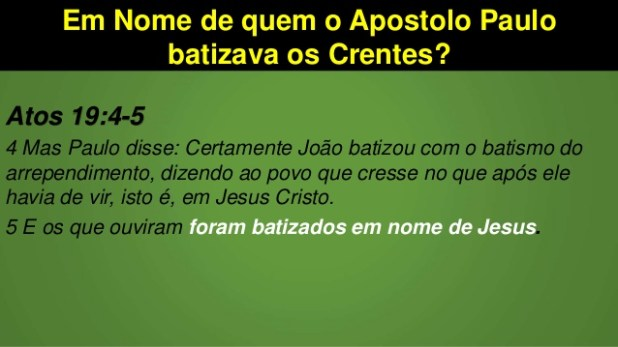 Em Nome de quem o Apostolo Paulo
batizava os Crentes?
Atos 19:4-5
4 Mas Paulo disse: Certamente João batizou com o batismo do
arrependimento, dizendo ao povo que cresse no que após ele
havia de vir, isto é, em Jesus Cristo.
5 E os que ouviram foram batizados em nome de Jesus.